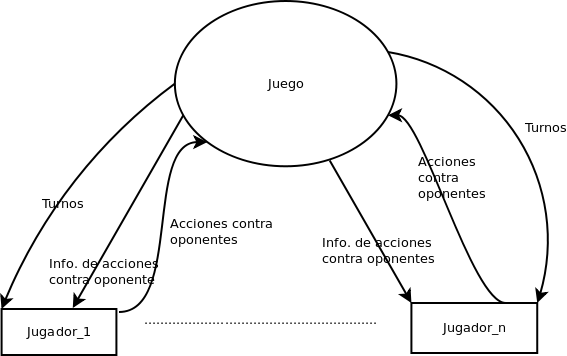 Juego
Turnos
Acciones
contra
oponentes
Turnos
Acciones contra
oponentes
Info. de acciones
contra oponentes
Info. de acciones
contra oponente
Jugador_1
Jugador_n